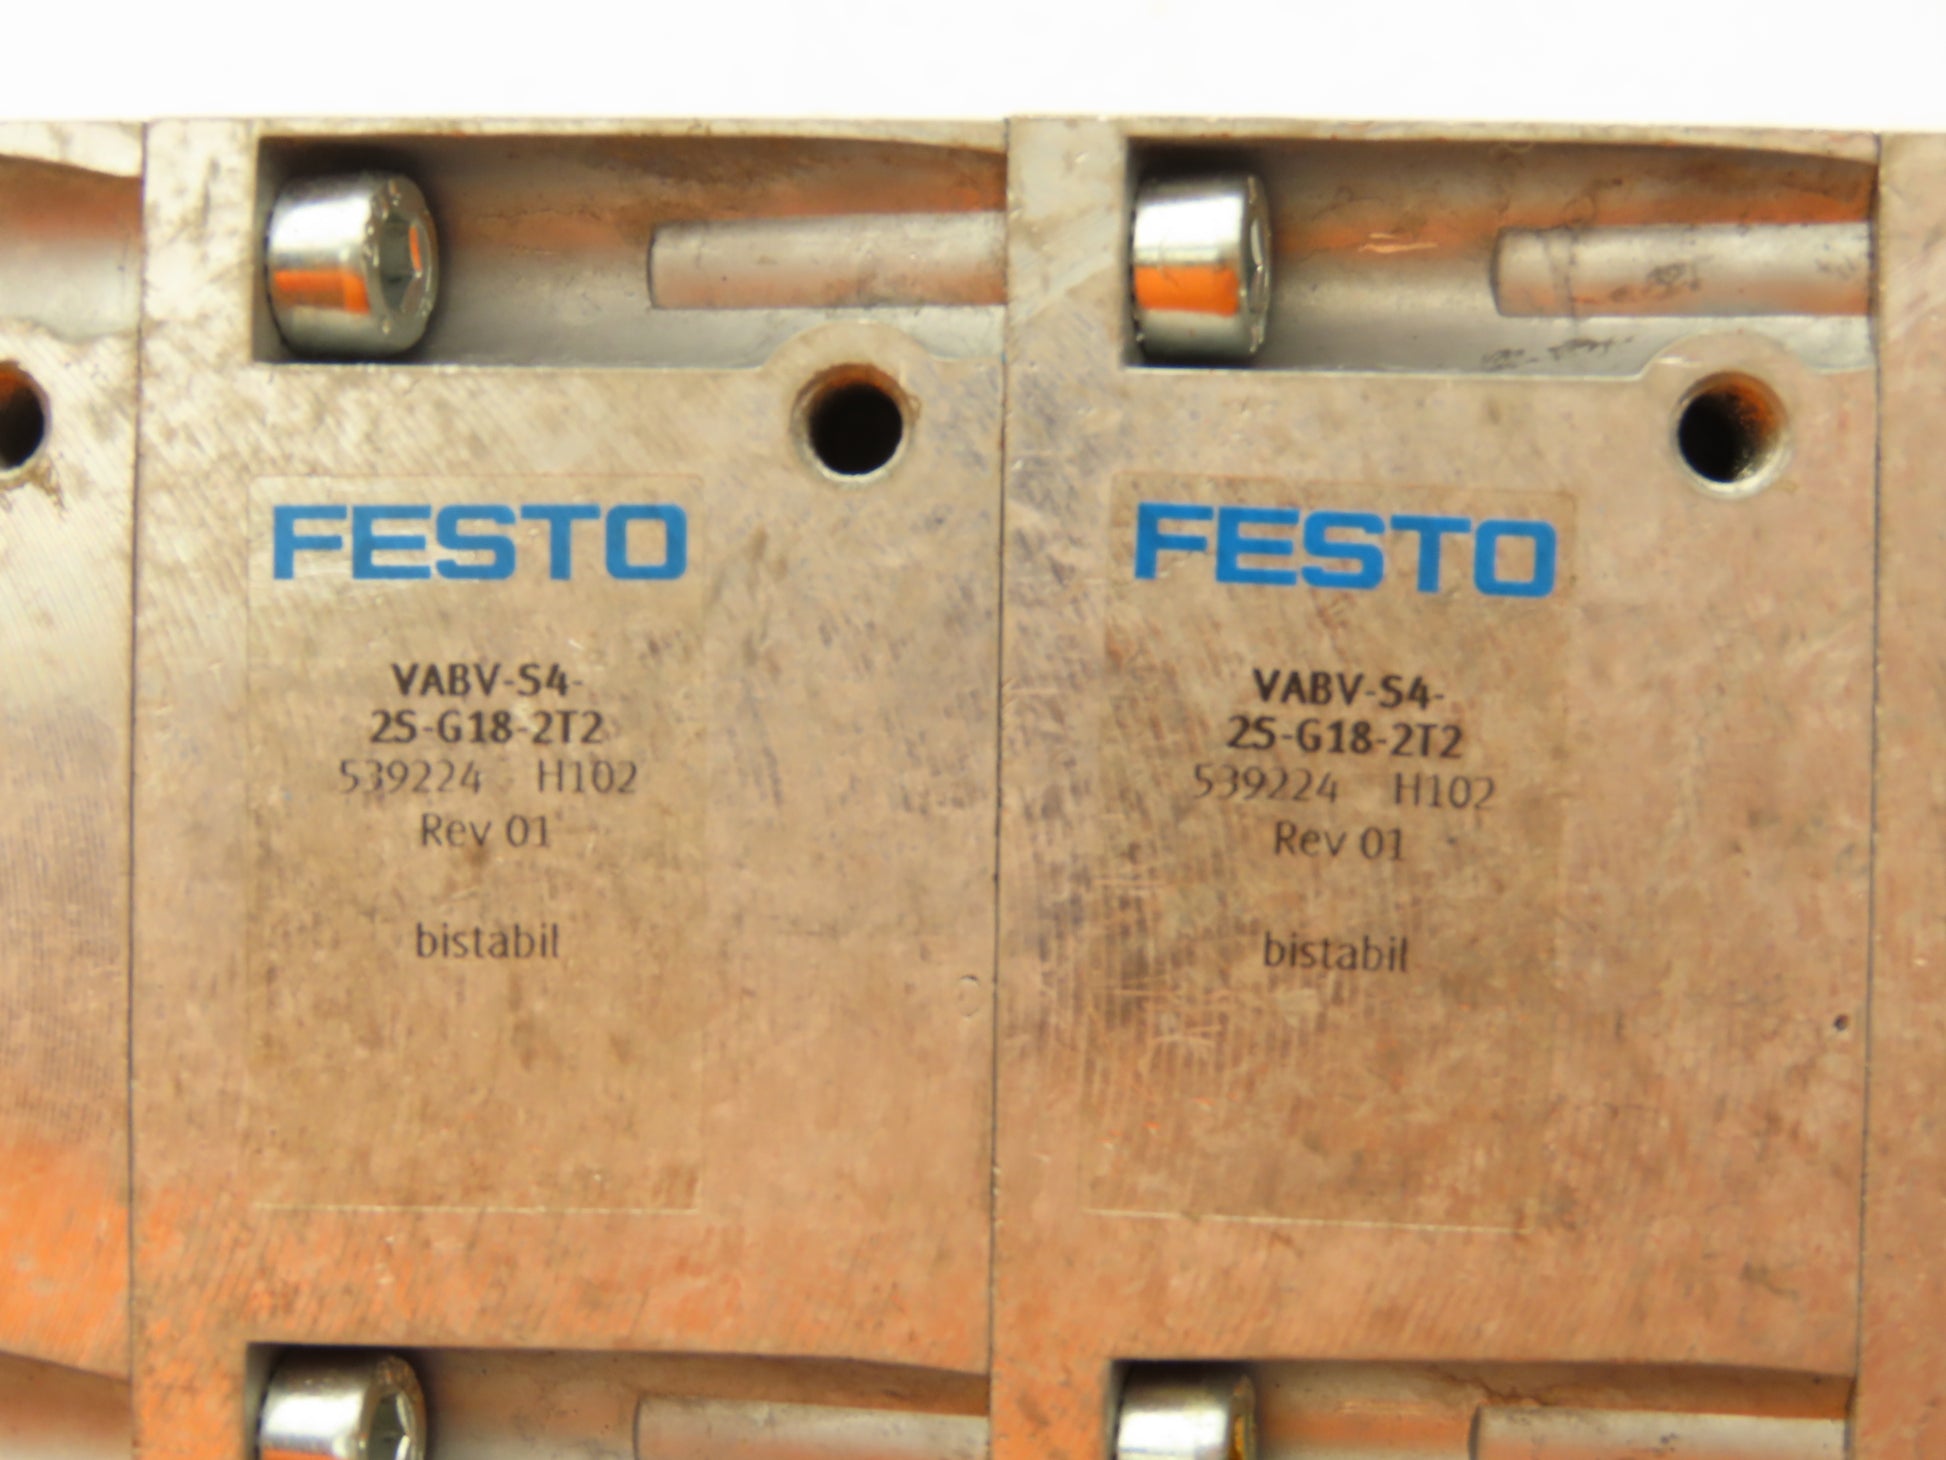 FESTO
VABV-S4-
2S-G18-2T2
539224 H102
Rev 01
bistabil
FESTO
VABV-S4-
2S-G18-2T2
539224 H102
Rev 01
bistabil